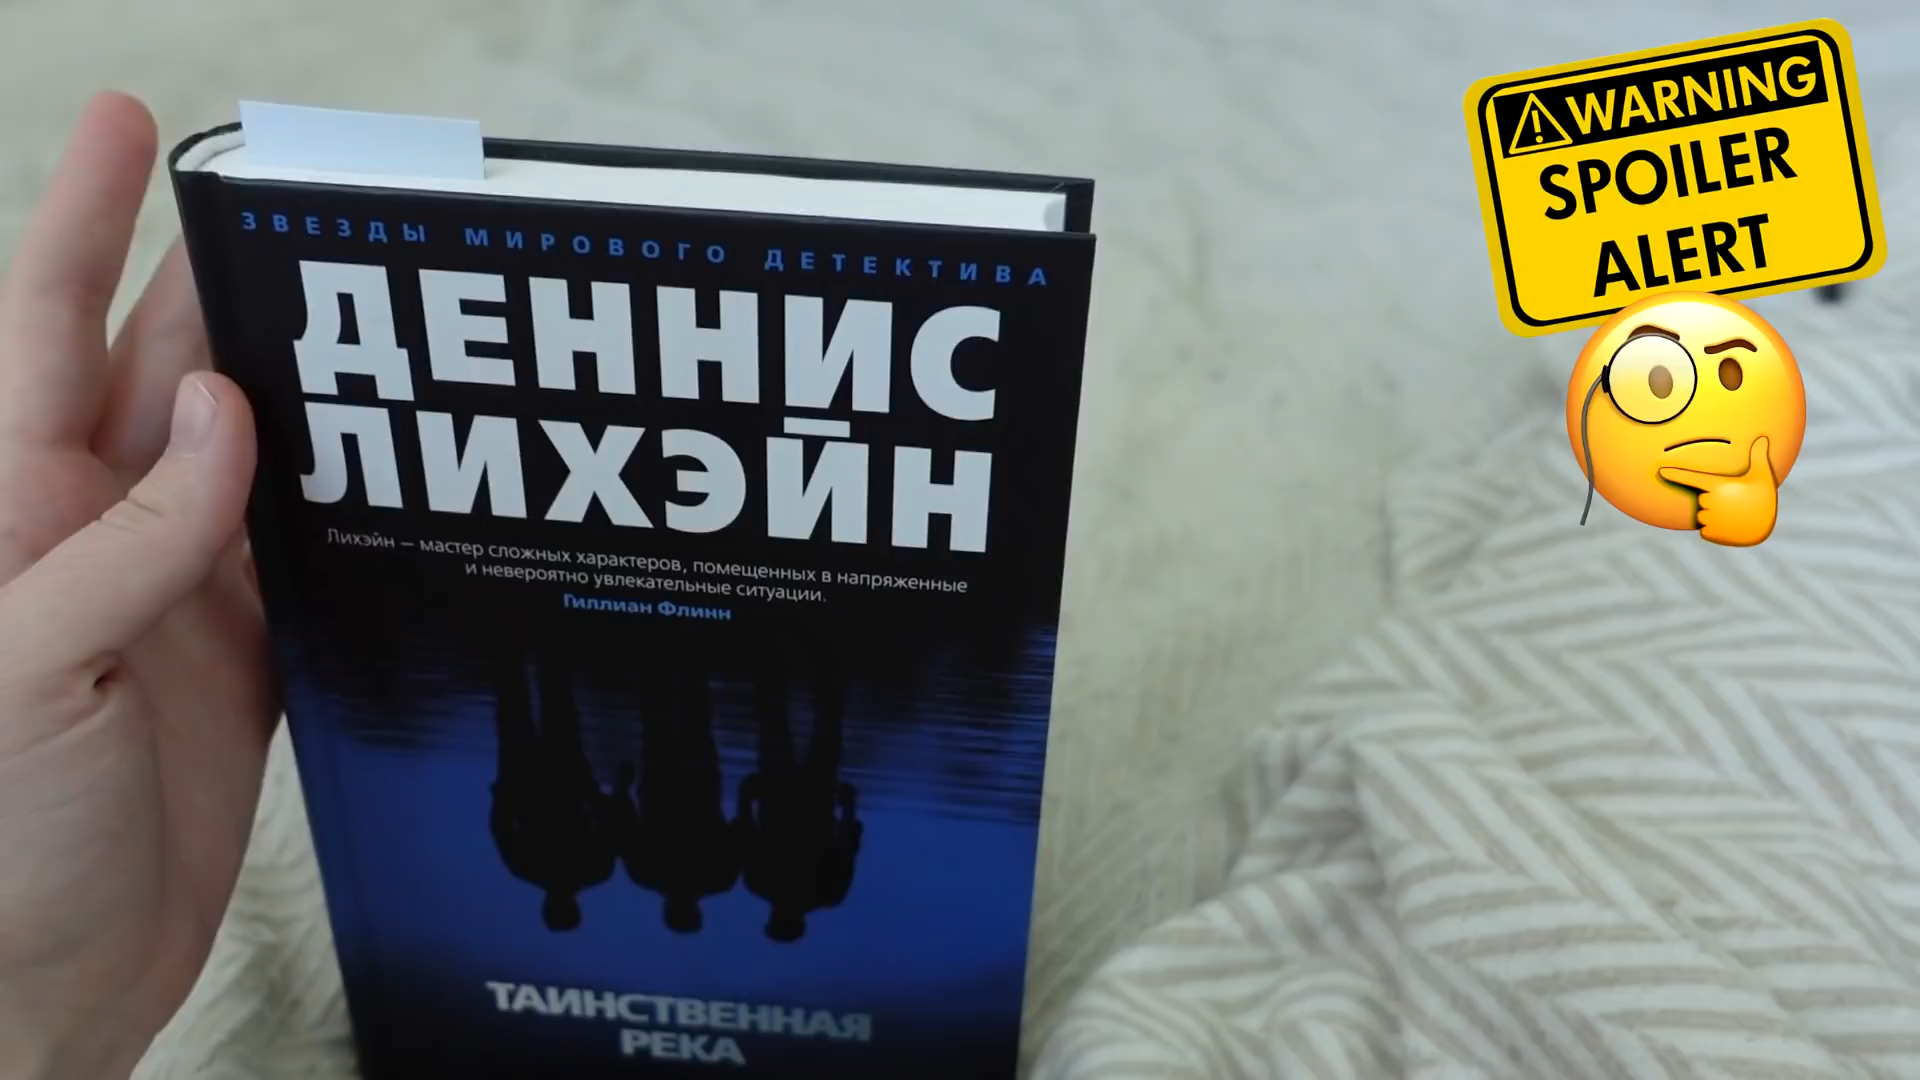 ЗВЕЗДЫ МИРОВОГО ДЕТЕКТИВА
ДЕННИС
ЛИХЭЙН
Лихэйн — мастер сложных характеров, помещенных в напряженные
и невероятно увлекательные ситуации.
Гиллиан Флинн
ТАИНСТВЕННАЯ
РЕКА
WARNING
SPOILER
ALERT